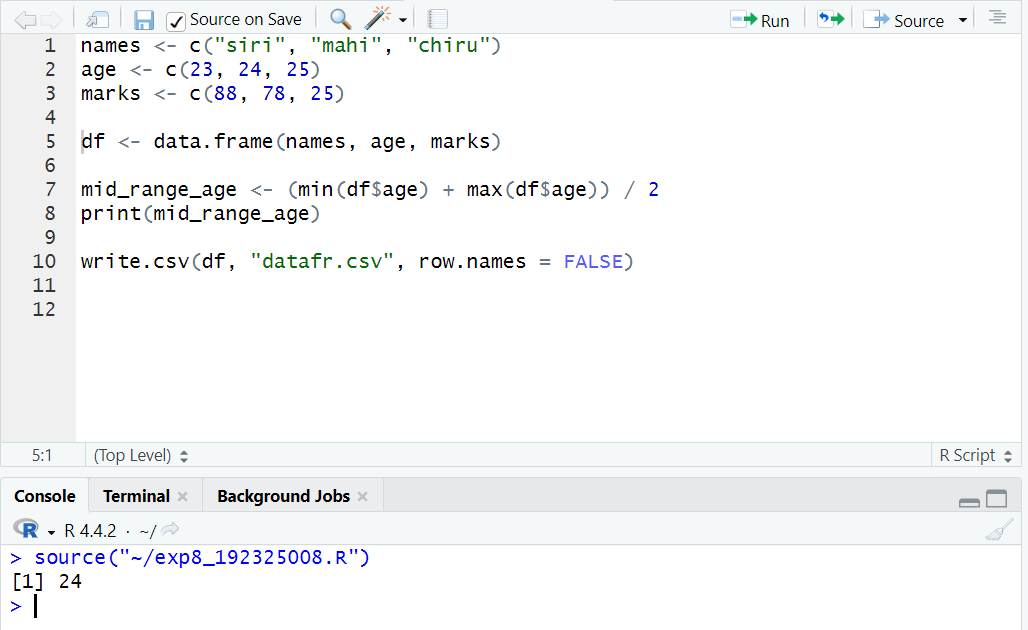 Source on Save
Run
Source
1 names <- c("siri", "mahi", "chiru")
2 age <- c(23, 24, 25)
3 marks <- c(88, 78, 25)
4
5 df <- data.frame(names, age, marks)
6
7 mid_range_age <- (min(df$age) + max(df$age)) / 2
8 print(mid_range_age)
9
10 write.csv(df, "datafr.csv", row.names = FALSE)
11
12
5:1 (Top Level) R Script
Console Terminal Background Jobs
R R 4.4.2 · ~/
> source("~/exp8_192325008.R")
[1] 24
>